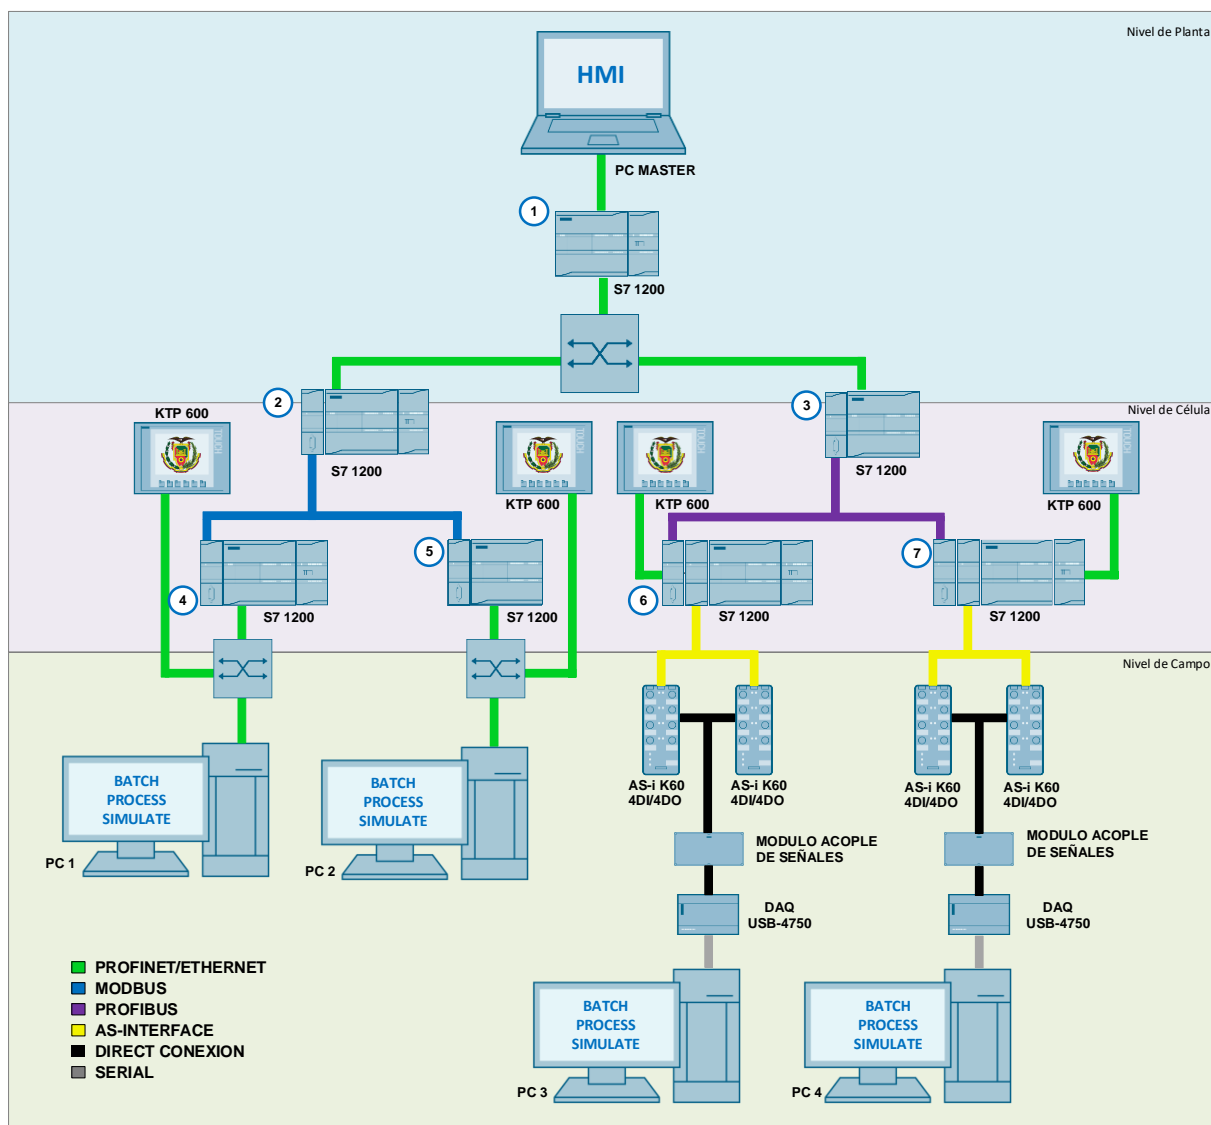 Nivel de Planta
HMI
PC MASTER
1
S7 1200
2
3
Nivel de Célula
KTP 600
TOUCH
S7 1200
TOUCH
KTP 600
TOUCH
KTP 600
S7 1200
TOUCH
KTP 600
4
S7 1200
5
S7 1200
6
S7 1200
7
S7 1200
Nivel de Campo
AS-i K60
4DI/4DO
AS-i K60
4DI/4DO
AS-i K60
4DI/4DO
AS-i K60
4DI/4DO
BATCH
PROCESS
SIMULATE
PC 1
BATCH
PROCESS
SIMULATE
PC 2
MODULO ACOPLE
DE SEÑALES
MODULO ACOPLE
DE SEÑALES
DAQ
USB-4750
DAQ
USB-4750
BATCH
PROCESS
SIMULATE
PC 3
BATCH
PROCESS
SIMULATE
PC 4
PROFINET/ETHERNET
MODBUS
PROFIBUS
AS-INTERFACE
DIRECT CONEXION
SERIAL